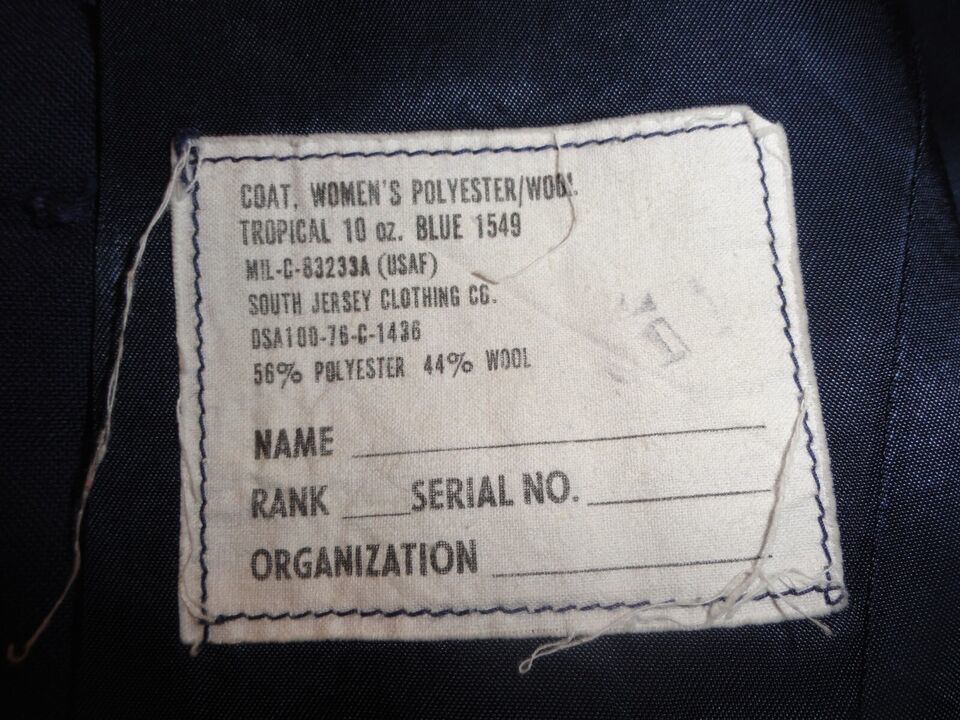 COAT, WOMEN'S POLYESTER/WOOL
TROPICAL 10 oz. BLUE 1549
MIL-C-83233A (USAF)
SOUTH JERSEY CLOTHING CO.
DSA100-76-C-1436
56% POLYESTER 44% WOOL
NAME
RANK ____ SERIAL NO.
ORGANIZATION